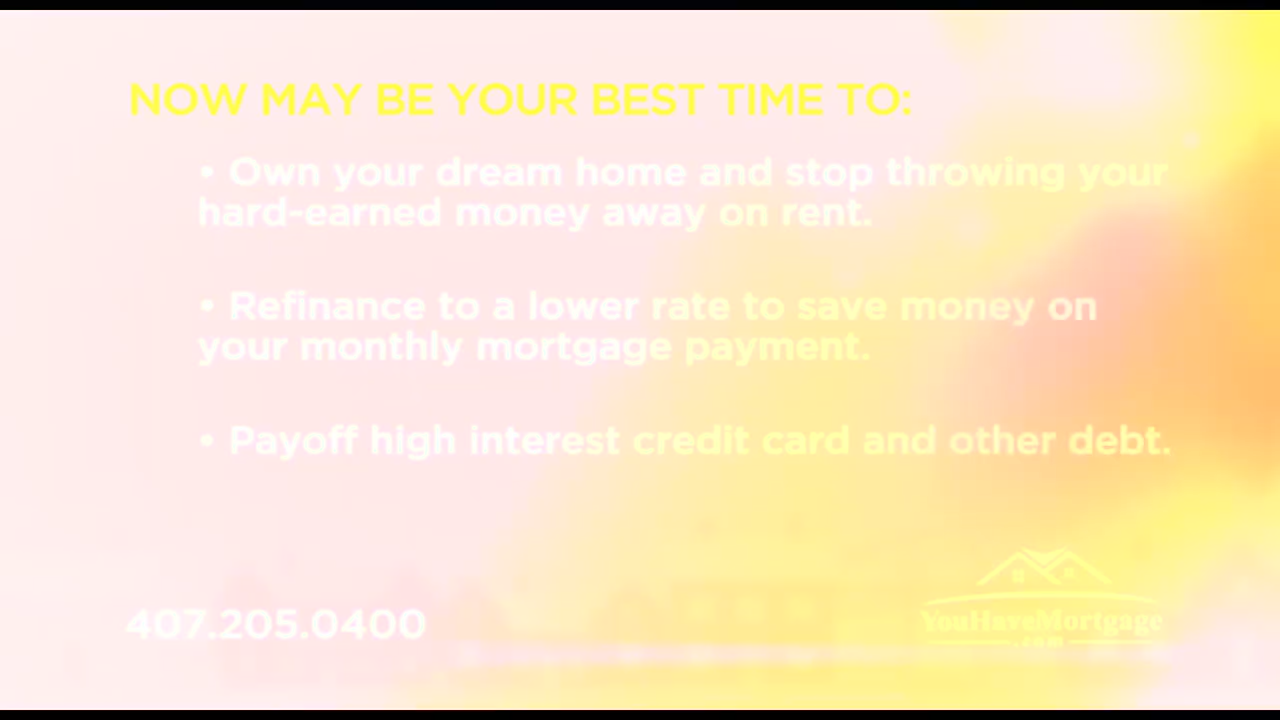 NOW MAY BE YOUR BEST TIME TO:
• Own your dream home and stop throwing your
hard-earned money away on rent.
• Refinance to a lower rate to save money on
your monthly mortgage payment.
• Payoff high interest credit card and other debt.
407.205.0400
YouHaveMortgage
.com